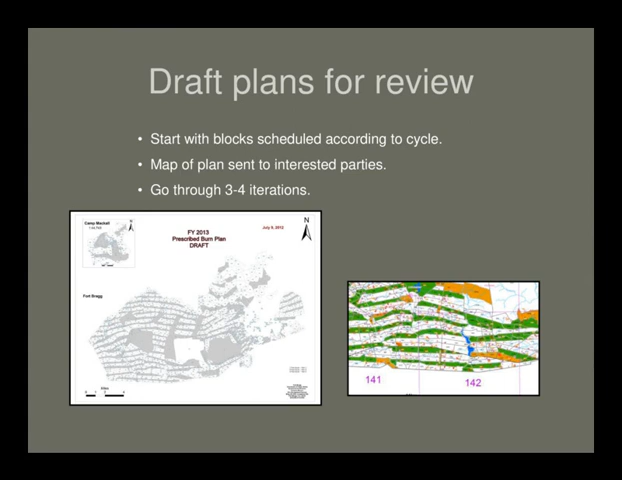 Draft plans for review
• Start with blocks scheduled according to cycle.
• Map of plan sent to interested parties.
• Go through 3-4 iterations.
Camp Mackall
N
FY 2013
Prescribed Burn Plan
DRAFT
July 9, 2012
N
Fort Bragg
141
142